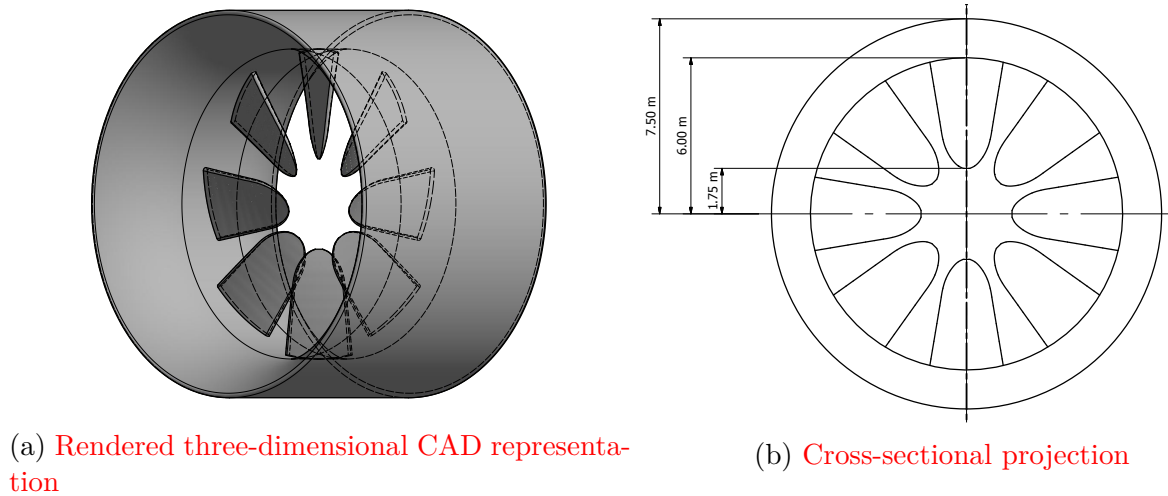 7.50 m
6.00 m
1.75 m
(a) Rendered three-dimensional CAD representa-
tion
(b) Cross-sectional projection